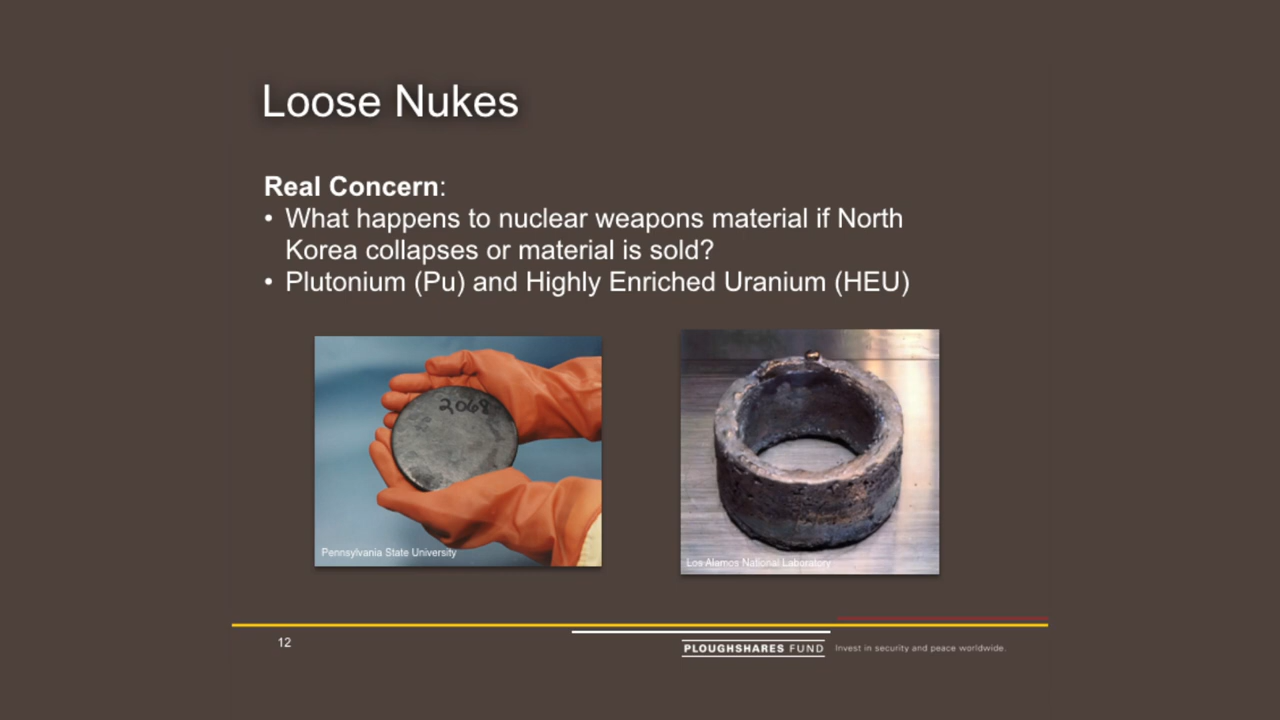 Loose Nukes
Real Concern:
• What happens to nuclear weapons material if North
Korea collapses or material is sold?
• Plutonium (Pu) and Highly Enriched Uranium (HEU)
2068
Pennsylvania State University
Los Alamos National Laboratory
12
PLOUGHSHARES FUND
Invest in security and peace worldwide.